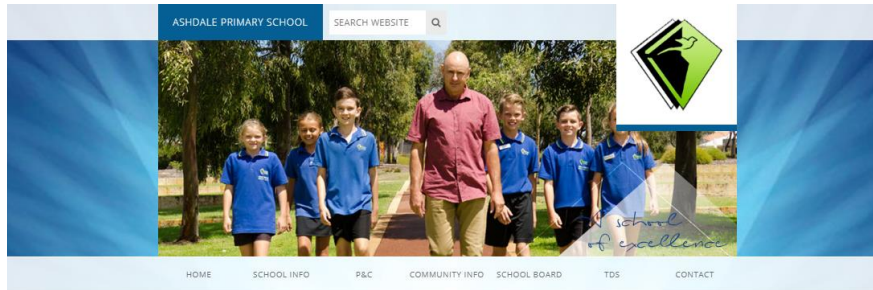 ASHDALE PRIMARY SCHOOL
SEARCH WEBSITE
A school
of excellence
HOME SCHOOL INFO P&C COMMUNITY INFO SCHOOL BOARD TDS CONTACT